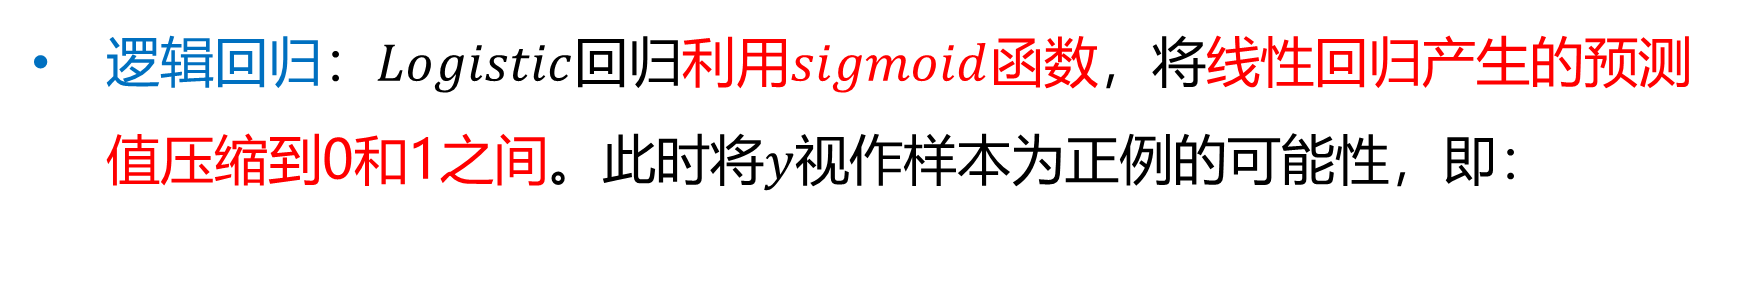 • 逻辑回归：Logistic回归利用sigmoid函数，将线性回归产生的预测
值压缩到0和1之间。此时将y视作样本为正例的可能性，即：